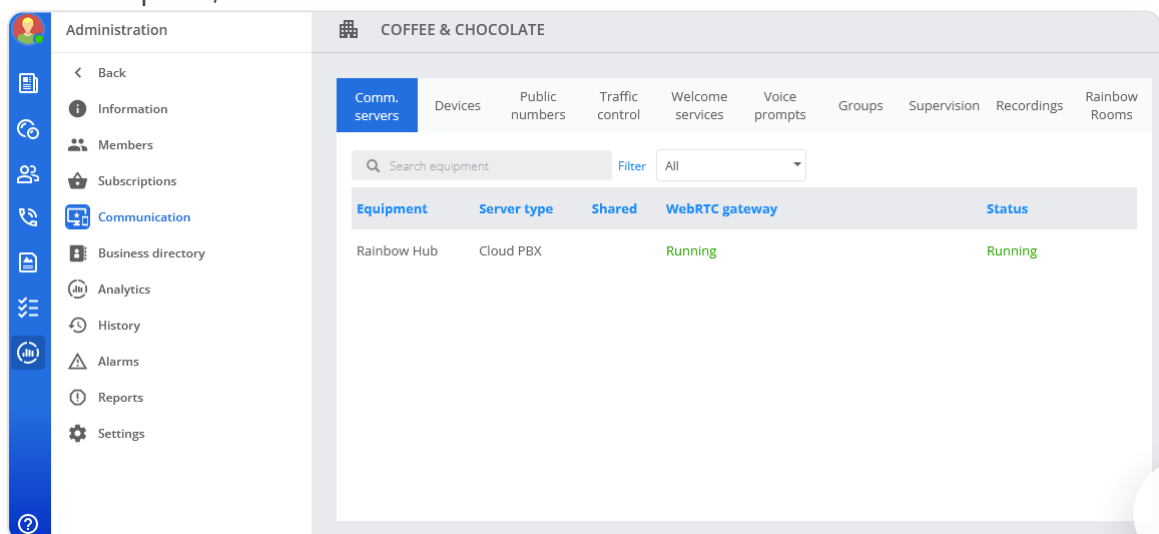 Administration
COFFEE & CHOCOLATE
Back
Information
Members
Subscriptions
Communication
Business directory
Analytics
History
Alarms
Reports
Settings
Comm. servers
Devices
Public numbers
Traffic control
Welcome services
Voice prompts
Groups
Supervision
Recordings
Rainbow Rooms
Search equipment
Filter
All
Equipment Server type Shared WebRTC gateway Status
Rainbow Hub Cloud PBX Running Running